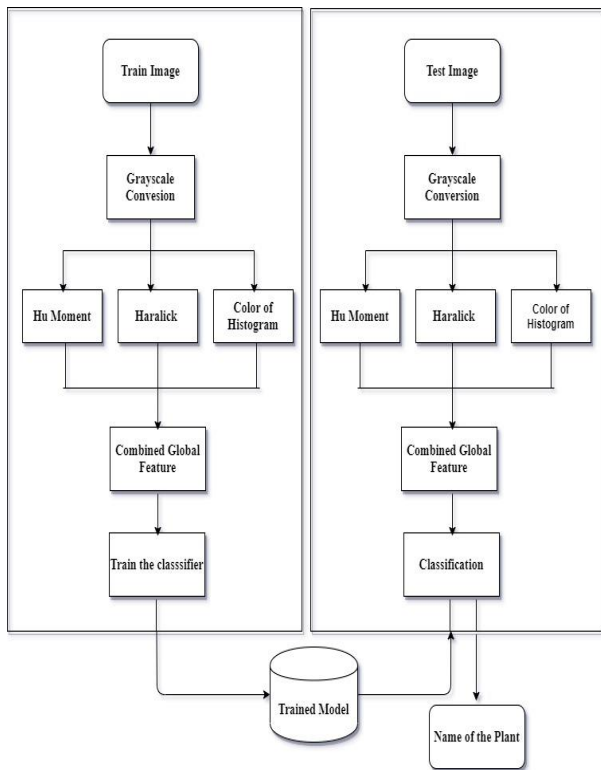 Train Image
Grayscale
Convesion
Hu Moment
Haralick
Color of
Histogram
Combined Global
Feature
Train the classsifier
Test Image
Grayscale
Conversion
Hu Moment
Haralick
Color of
Histogram
Combined Global
Feature
Classification
Trained Model
Name of the Plant